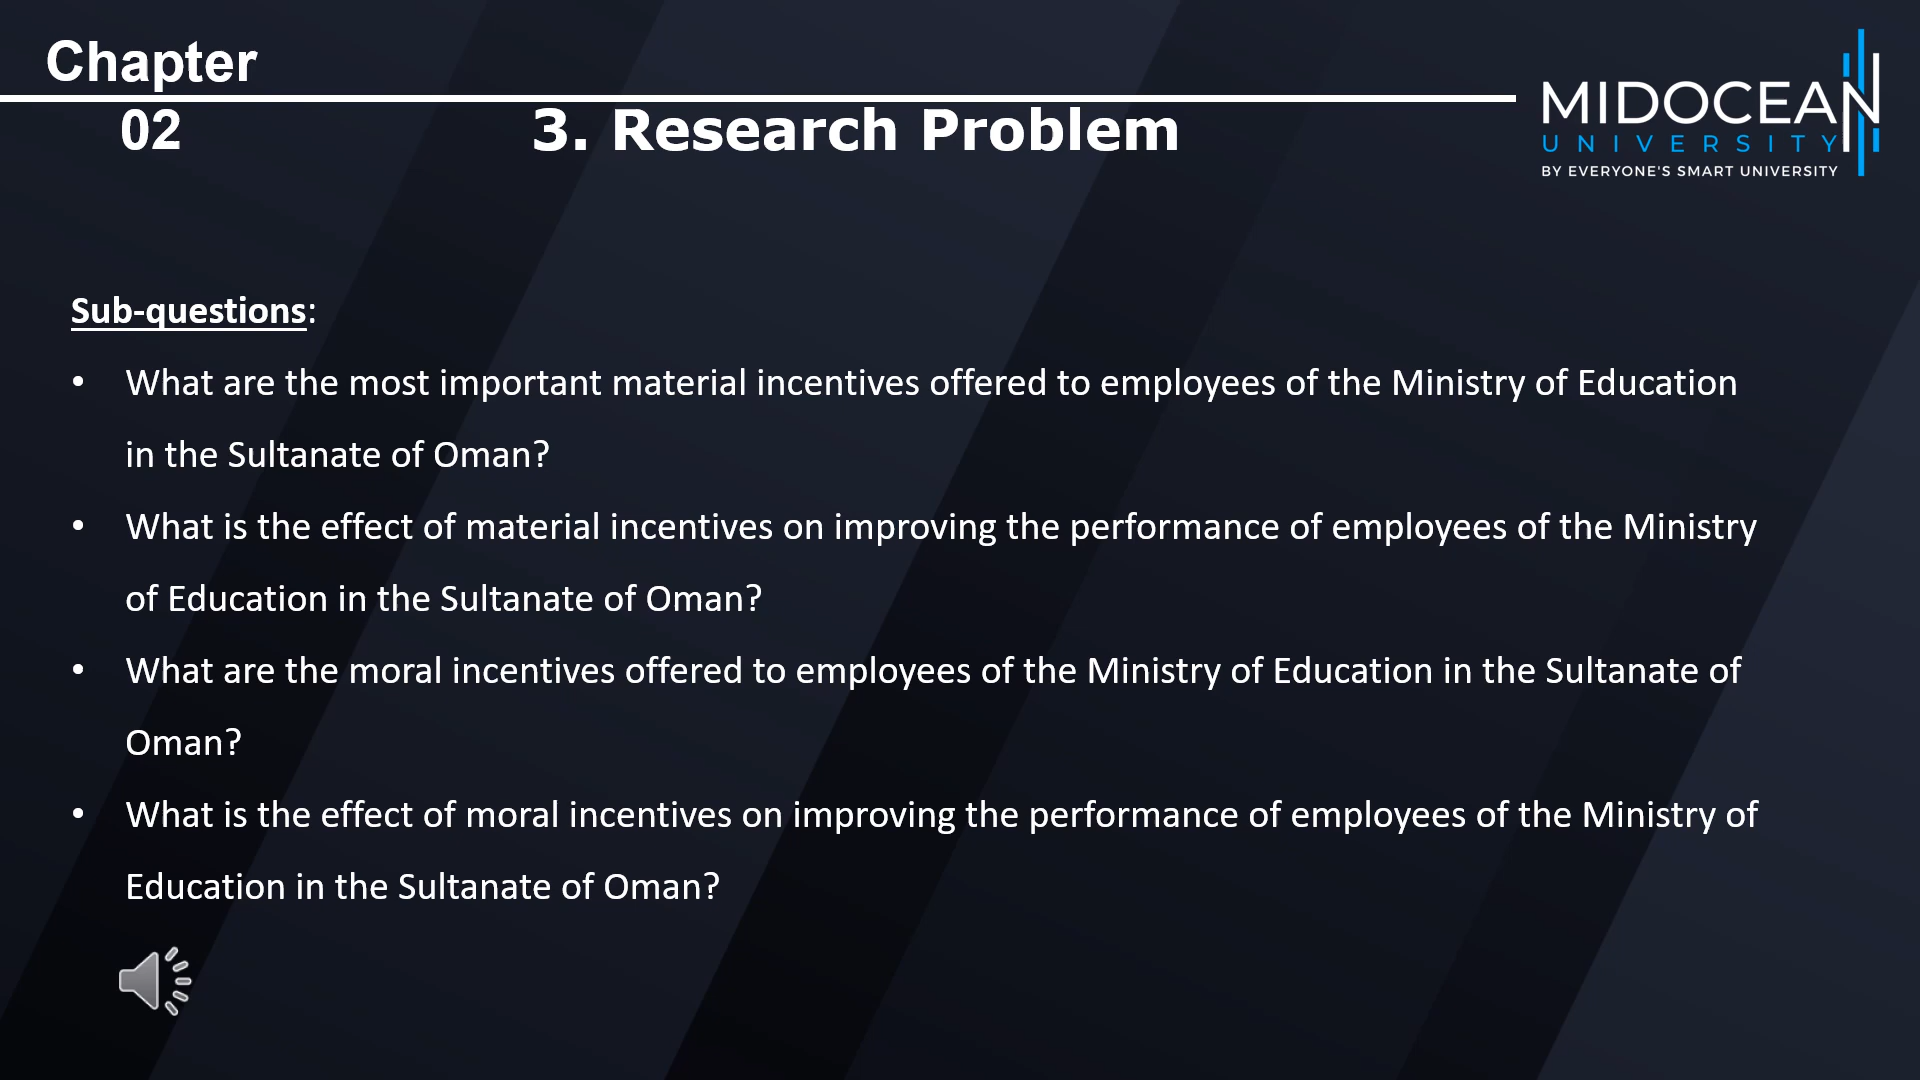 Chapter
02
3. Research Problem
MIDOCEAN
UNIVERSITY
BY EVERYONE'S SMART UNIVERSITY
Sub-questions:
• What are the most important material incentives offered to employees of the Ministry of Education
in the Sultanate of Oman?
• What is the effect of material incentives on improving the performance of employees of the Ministry
of Education in the Sultanate of Oman?
• What are the moral incentives offered to employees of the Ministry of Education in the Sultanate of
Oman?
• What is the effect of moral incentives on improving the performance of employees of the Ministry of
Education in the Sultanate of Oman?